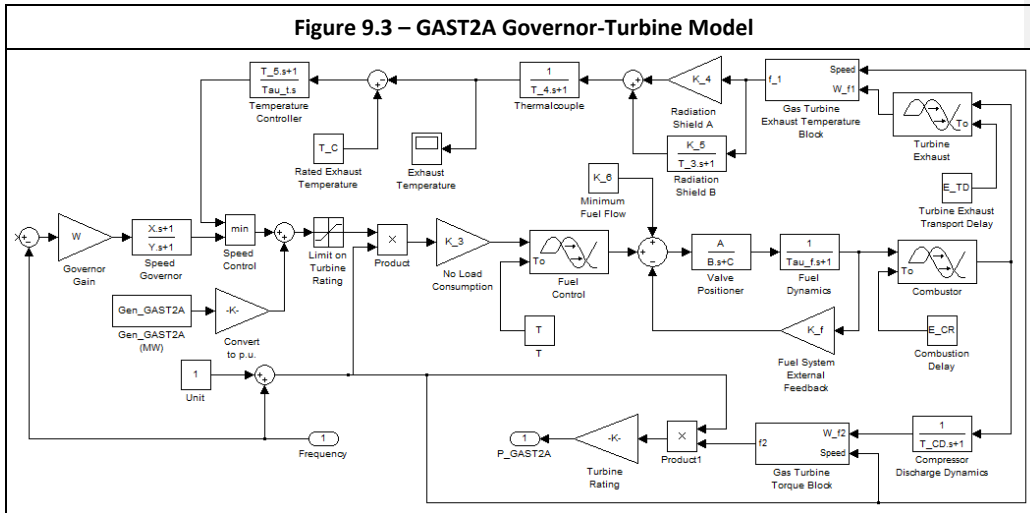 Figure 9.3 – GAST2A Governor-Turbine Model
T_5.s+1
Tau_t.s
Temperature
Controller
T_C
Rated Exhaust
Temperature
Exhaust
Temperature
1
T_4.s+1
Thermalcouple
K_4
Radiation
Shield A
K_5
T_3.s+1
Radiation
Shield B
f_1
Speed
W_f1
Gas Turbine
Exhaust Temperature
Block
To
Turbine
Exhaust
E_TD
Turbine Exhaust
Transport Delay
K_6
Minimum
Fuel Flow
W
Governor
Gain
X.s+1
Y.s+1
Speed
Governor
min
Speed
Control
Limit on
Turbine
Rating
×
Product
K_3
No Load
Consumption
To
Fuel
Control
T
T
A
B.s+C
Valve
Positioner
1
Tau_f.s+1
Fuel
Dynamics
To
Combustor
E_CR
Combustion
Delay
K_f
Fuel System
External
Feedback
Gen_GAST2A
Gen_GAST2A
(MW)
-K-
Convert
to p.u.
1
Unit
1
Frequency
1
P_GAST2A
-K-
Turbine
Rating
×
Product1
f2
W_f2
Speed
Gas Turbine
Torque Block
1
T_CD.s+1
Compressor
Discharge Dynamics